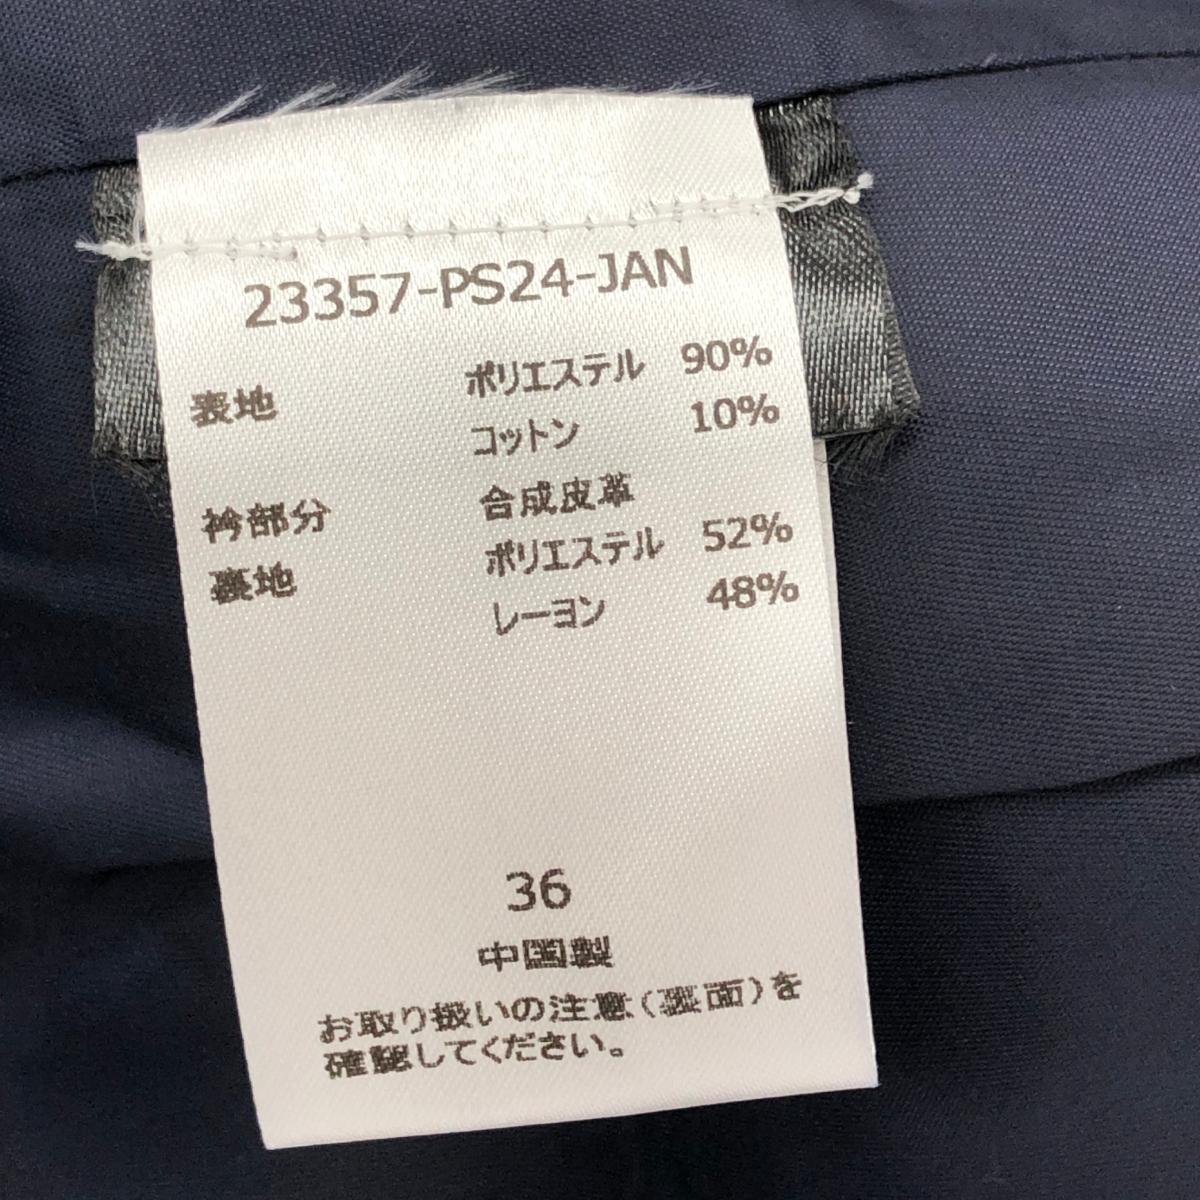 23357-PS24-JAN
表地 ポリエステル 90%
コットン 10%
衿部分 合成皮革
裏地 ポリエステル 52%
レーヨン 48%
36
中国製
お取り扱いの注意(裏面)を
確認してください。